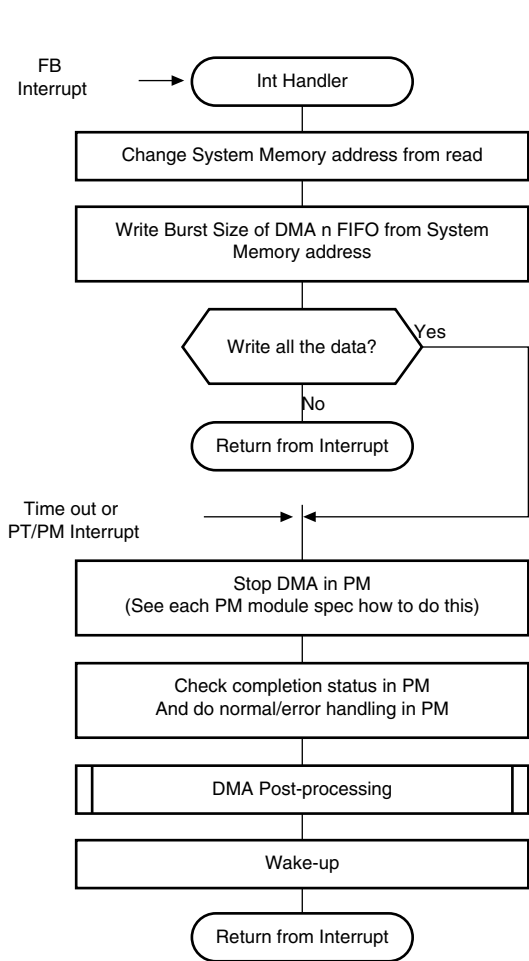 FB
Interrupt
Int Handler
Change System Memory address from read
Write Burst Size of DMA n FIFO from System
Memory address
Yes
Write all the data?
No
Return from Interrupt
Time out or
PT/PM Interrupt
Stop DMA in PM
(See each PM module spec how to do this)
Check completion status in PM
And do normal/error handling in PM
DMA Post-processing
Wake-up
Return from Interrupt